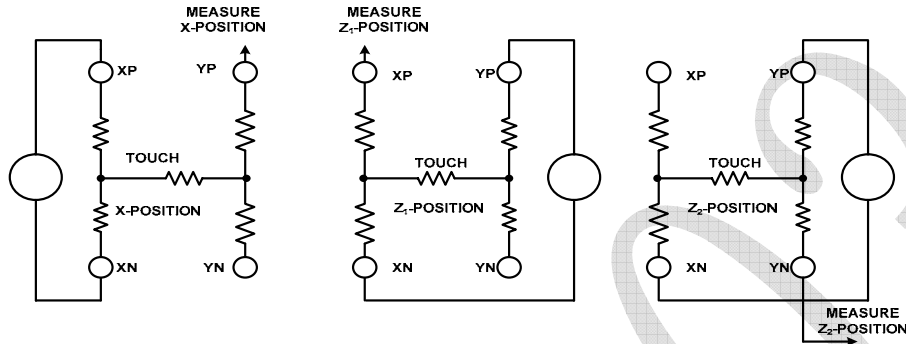 MEASURE
X-POSITION
XP
YP
TOUCH
X-POSITION
XN
YN
MEASURE
Z₁-POSITION
XP
YP
TOUCH
Z₁-POSITION
XN
YN
XP
YP
TOUCH
Z₂-POSITION
XN
YN
MEASURE
Z₂-POSITION